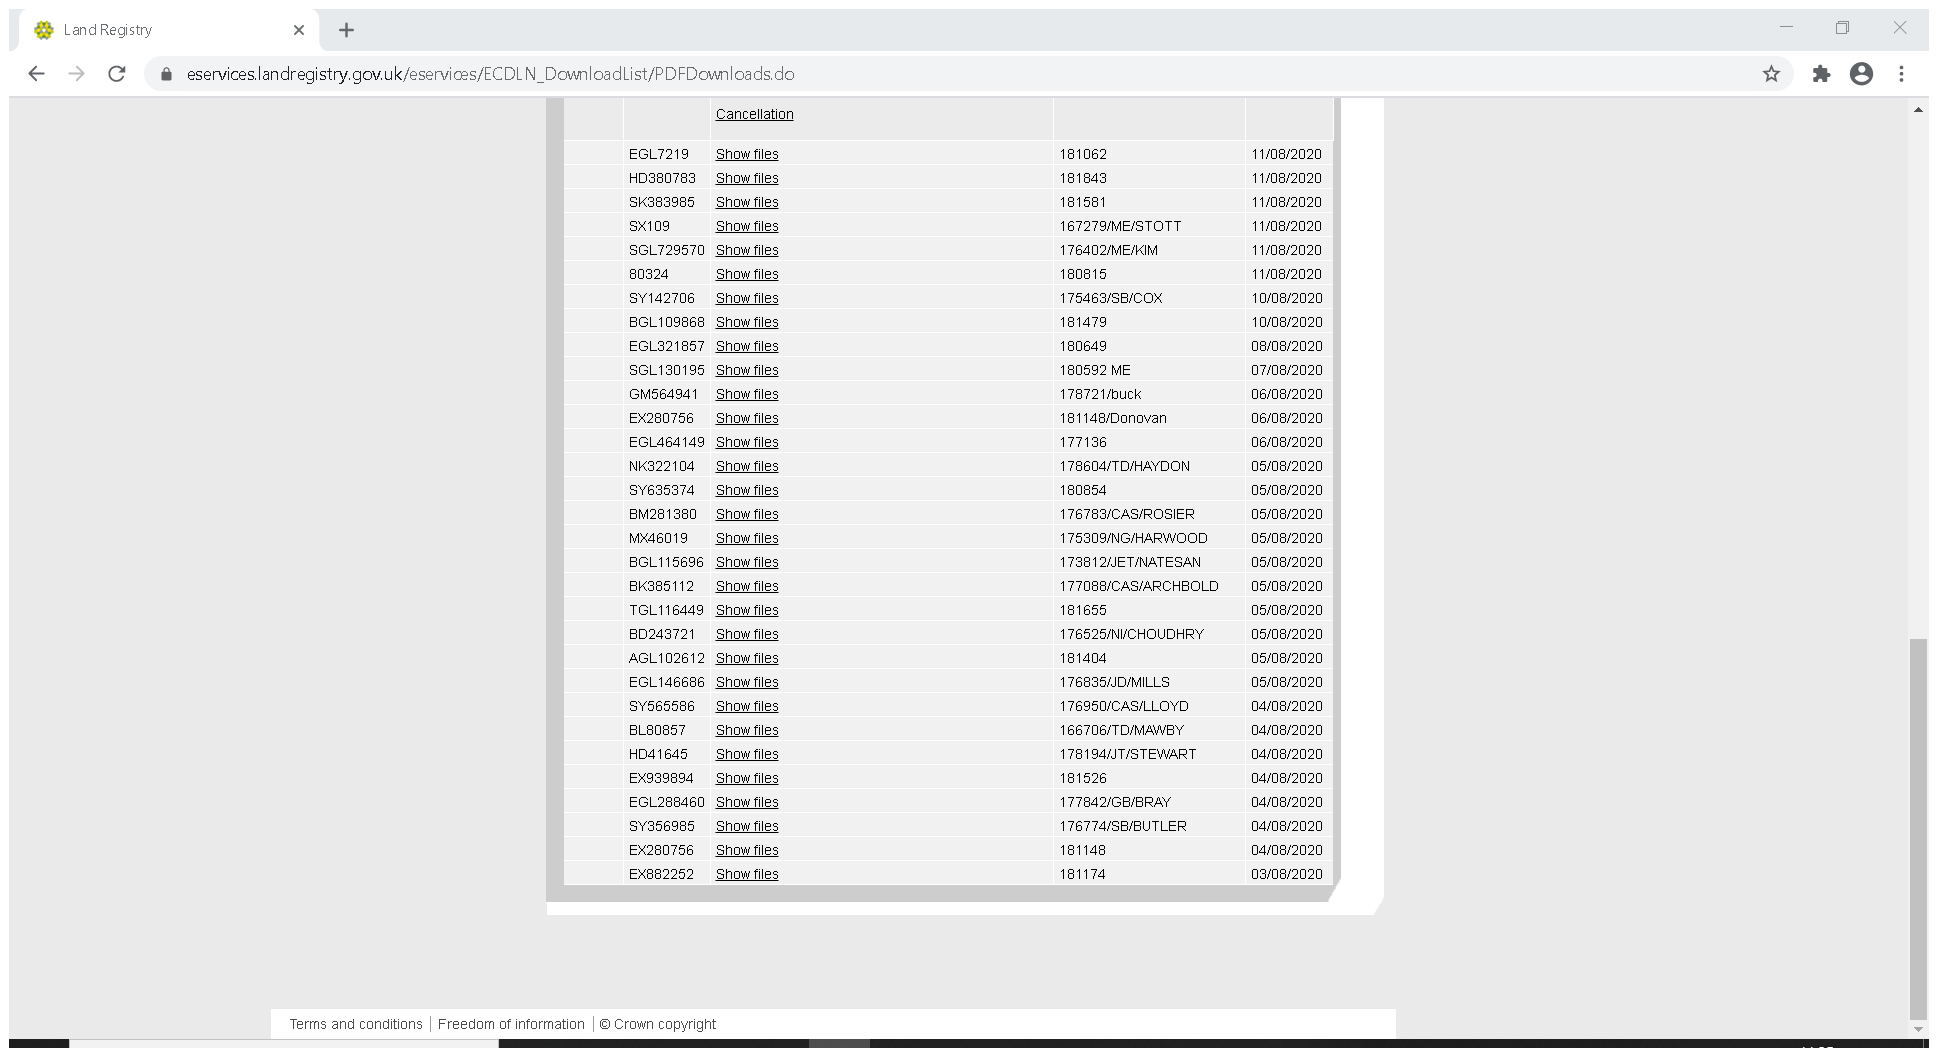 Land Registry
eservices.landregistry.gov.uk/eservices/ECDLN_DownloadList/PDFDownloads.do
Cancellation
EGL7219 Show files 181062 11/08/2020
HD380783 Show files 181843 11/08/2020
SK383985 Show files 181581 11/08/2020
SX109 Show files 167279/ME/STOTT 11/08/2020
SGL729570 Show files 176402/ME/KIM 11/08/2020
80324 Show files 180815 11/08/2020
SY142706 Show files 175463/SB/COX 10/08/2020
BGL109868 Show files 181479 10/08/2020
EGL321857 Show files 180649 08/08/2020
SGL130195 Show files 180592 ME 07/08/2020
GM564941 Show files 178721/buck 06/08/2020
EX280756 Show files 181148/Donovan 06/08/2020
EGL464149 Show files 177136 06/08/2020
NK322104 Show files 178604/TD/HAYDON 05/08/2020
SY635374 Show files 180854 05/08/2020
BM281380 Show files 176783/CAS/ROSIER 05/08/2020
MX46019 Show files 175309/NG/HARWOOD 05/08/2020
BGL115696 Show files 173812/JET/NATESAN 05/08/2020
BK385112 Show files 177088/CAS/ARCHBOLD 05/08/2020
TGL116449 Show files 181655 05/08/2020
BD243721 Show files 176525/NI/CHOUDHRY 05/08/2020
AGL102612 Show files 181404 05/08/2020
EGL146686 Show files 176835/JD/MILLS 05/08/2020
SY565586 Show files 176950/CAS/LLOYD 04/08/2020
BL80857 Show files 166706/TD/MAWBY 04/08/2020
HD41645 Show files 178194/JT/STEWART 04/08/2020
EX939894 Show files 181526 04/08/2020
EGL288460 Show files 177842/GB/BRAY 04/08/2020
SY356985 Show files 176774/SB/BUTLER 04/08/2020
EX280756 Show files 181148 04/08/2020
EX882252 Show files 181174 03/08/2020
Terms and conditions | Freedom of information | © Crown copyright